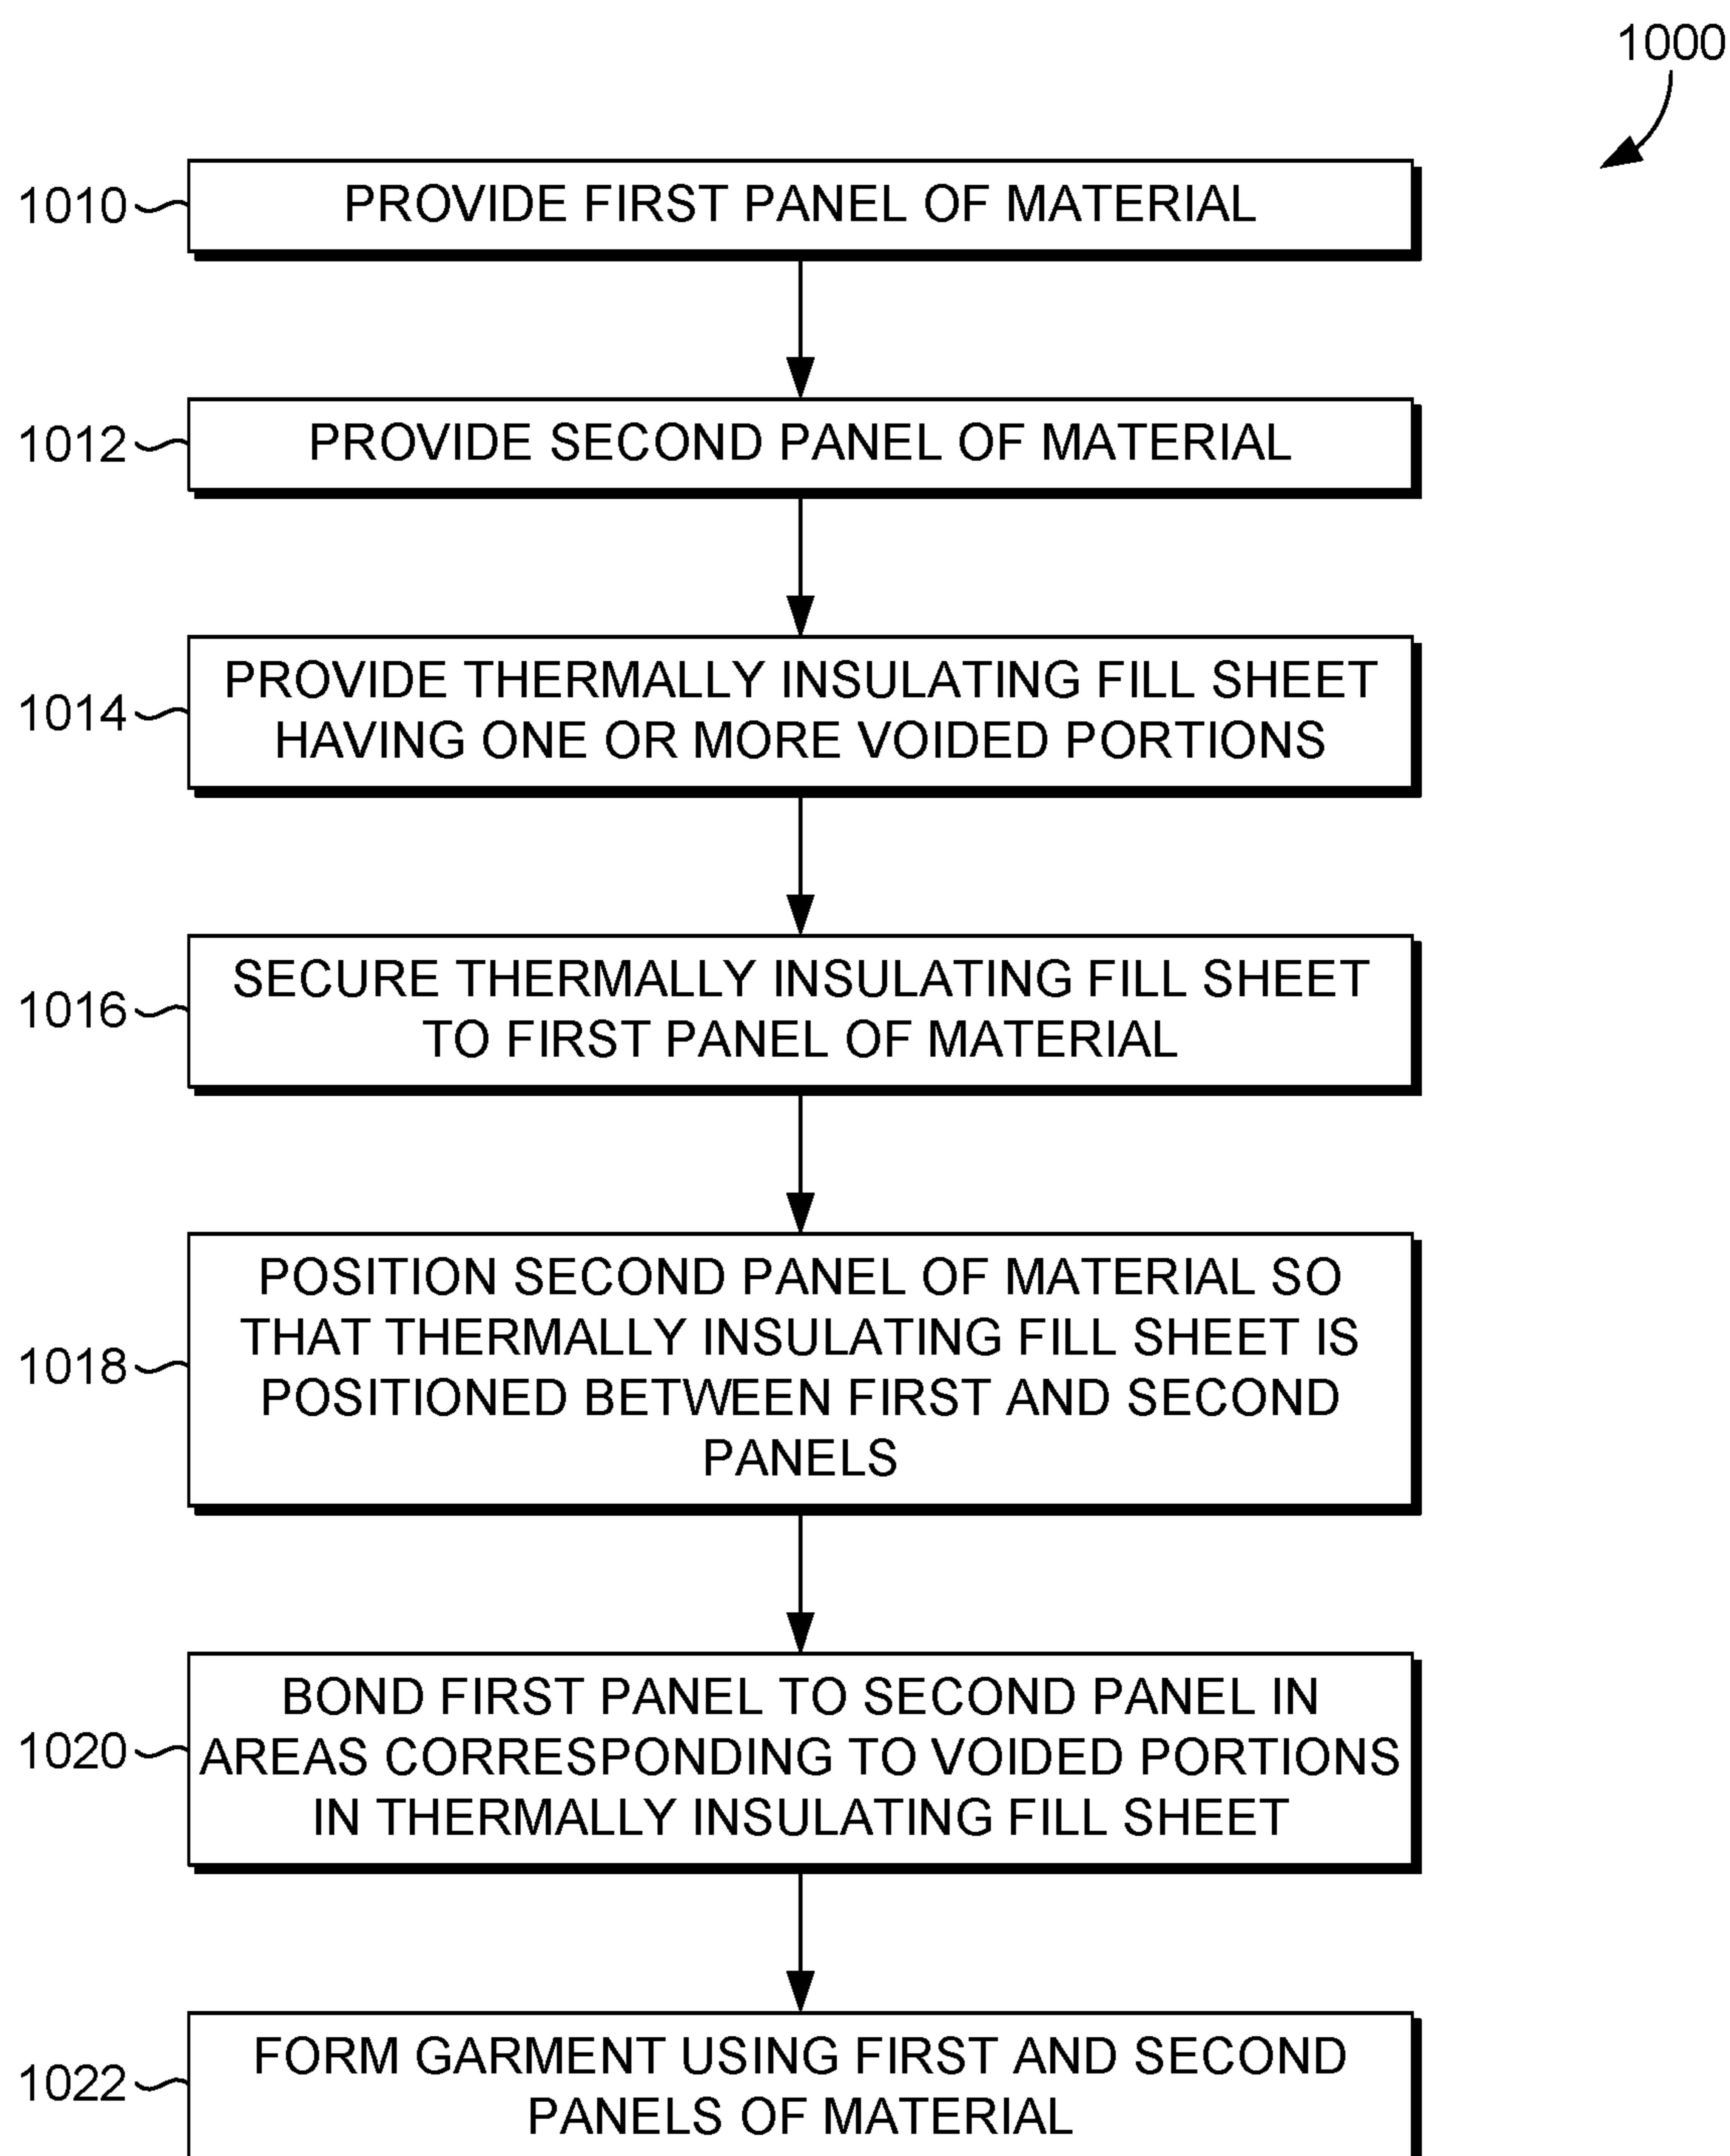 1000
1010
PROVIDE FIRST PANEL OF MATERIAL
1012
PROVIDE SECOND PANEL OF MATERIAL
1014
PROVIDE THERMALLY INSULATING FILL SHEET
HAVING ONE OR MORE VOIDED PORTIONS
1016
SECURE THERMALLY INSULATING FILL SHEET
TO FIRST PANEL OF MATERIAL
1018
POSITION SECOND PANEL OF MATERIAL SO
THAT THERMALLY INSULATING FILL SHEET IS
POSITIONED BETWEEN FIRST AND SECOND
PANELS
1020
BOND FIRST PANEL TO SECOND PANEL IN
AREAS CORRESPONDING TO VOIDED PORTIONS
IN THERMALLY INSULATING FILL SHEET
1022
FORM GARMENT USING FIRST AND SECOND
PANELS OF MATERIAL